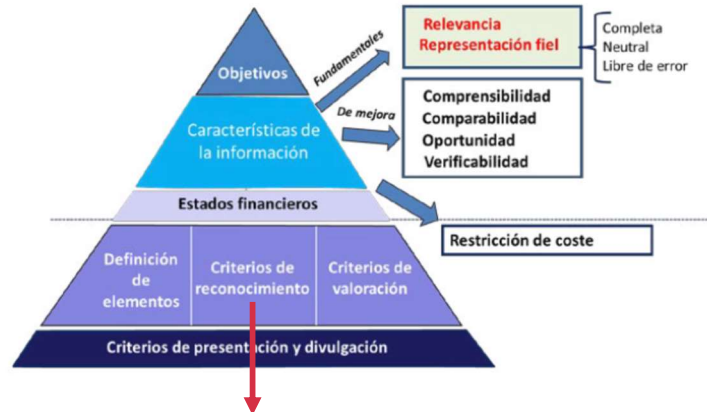 Objetivos
Fundamentales
Relevancia
Representación fiel
Completa
Neutral
Libre de error
Características de
la información
De mejora
Comprensibilidad
Comparabilidad
Oportunidad
Verificabilidad
Estados financieros
Restricción de coste
Definición
de
elementos
Criterios de
reconocimiento
Criterios de
valoración
Criterios de presentación y divulgación